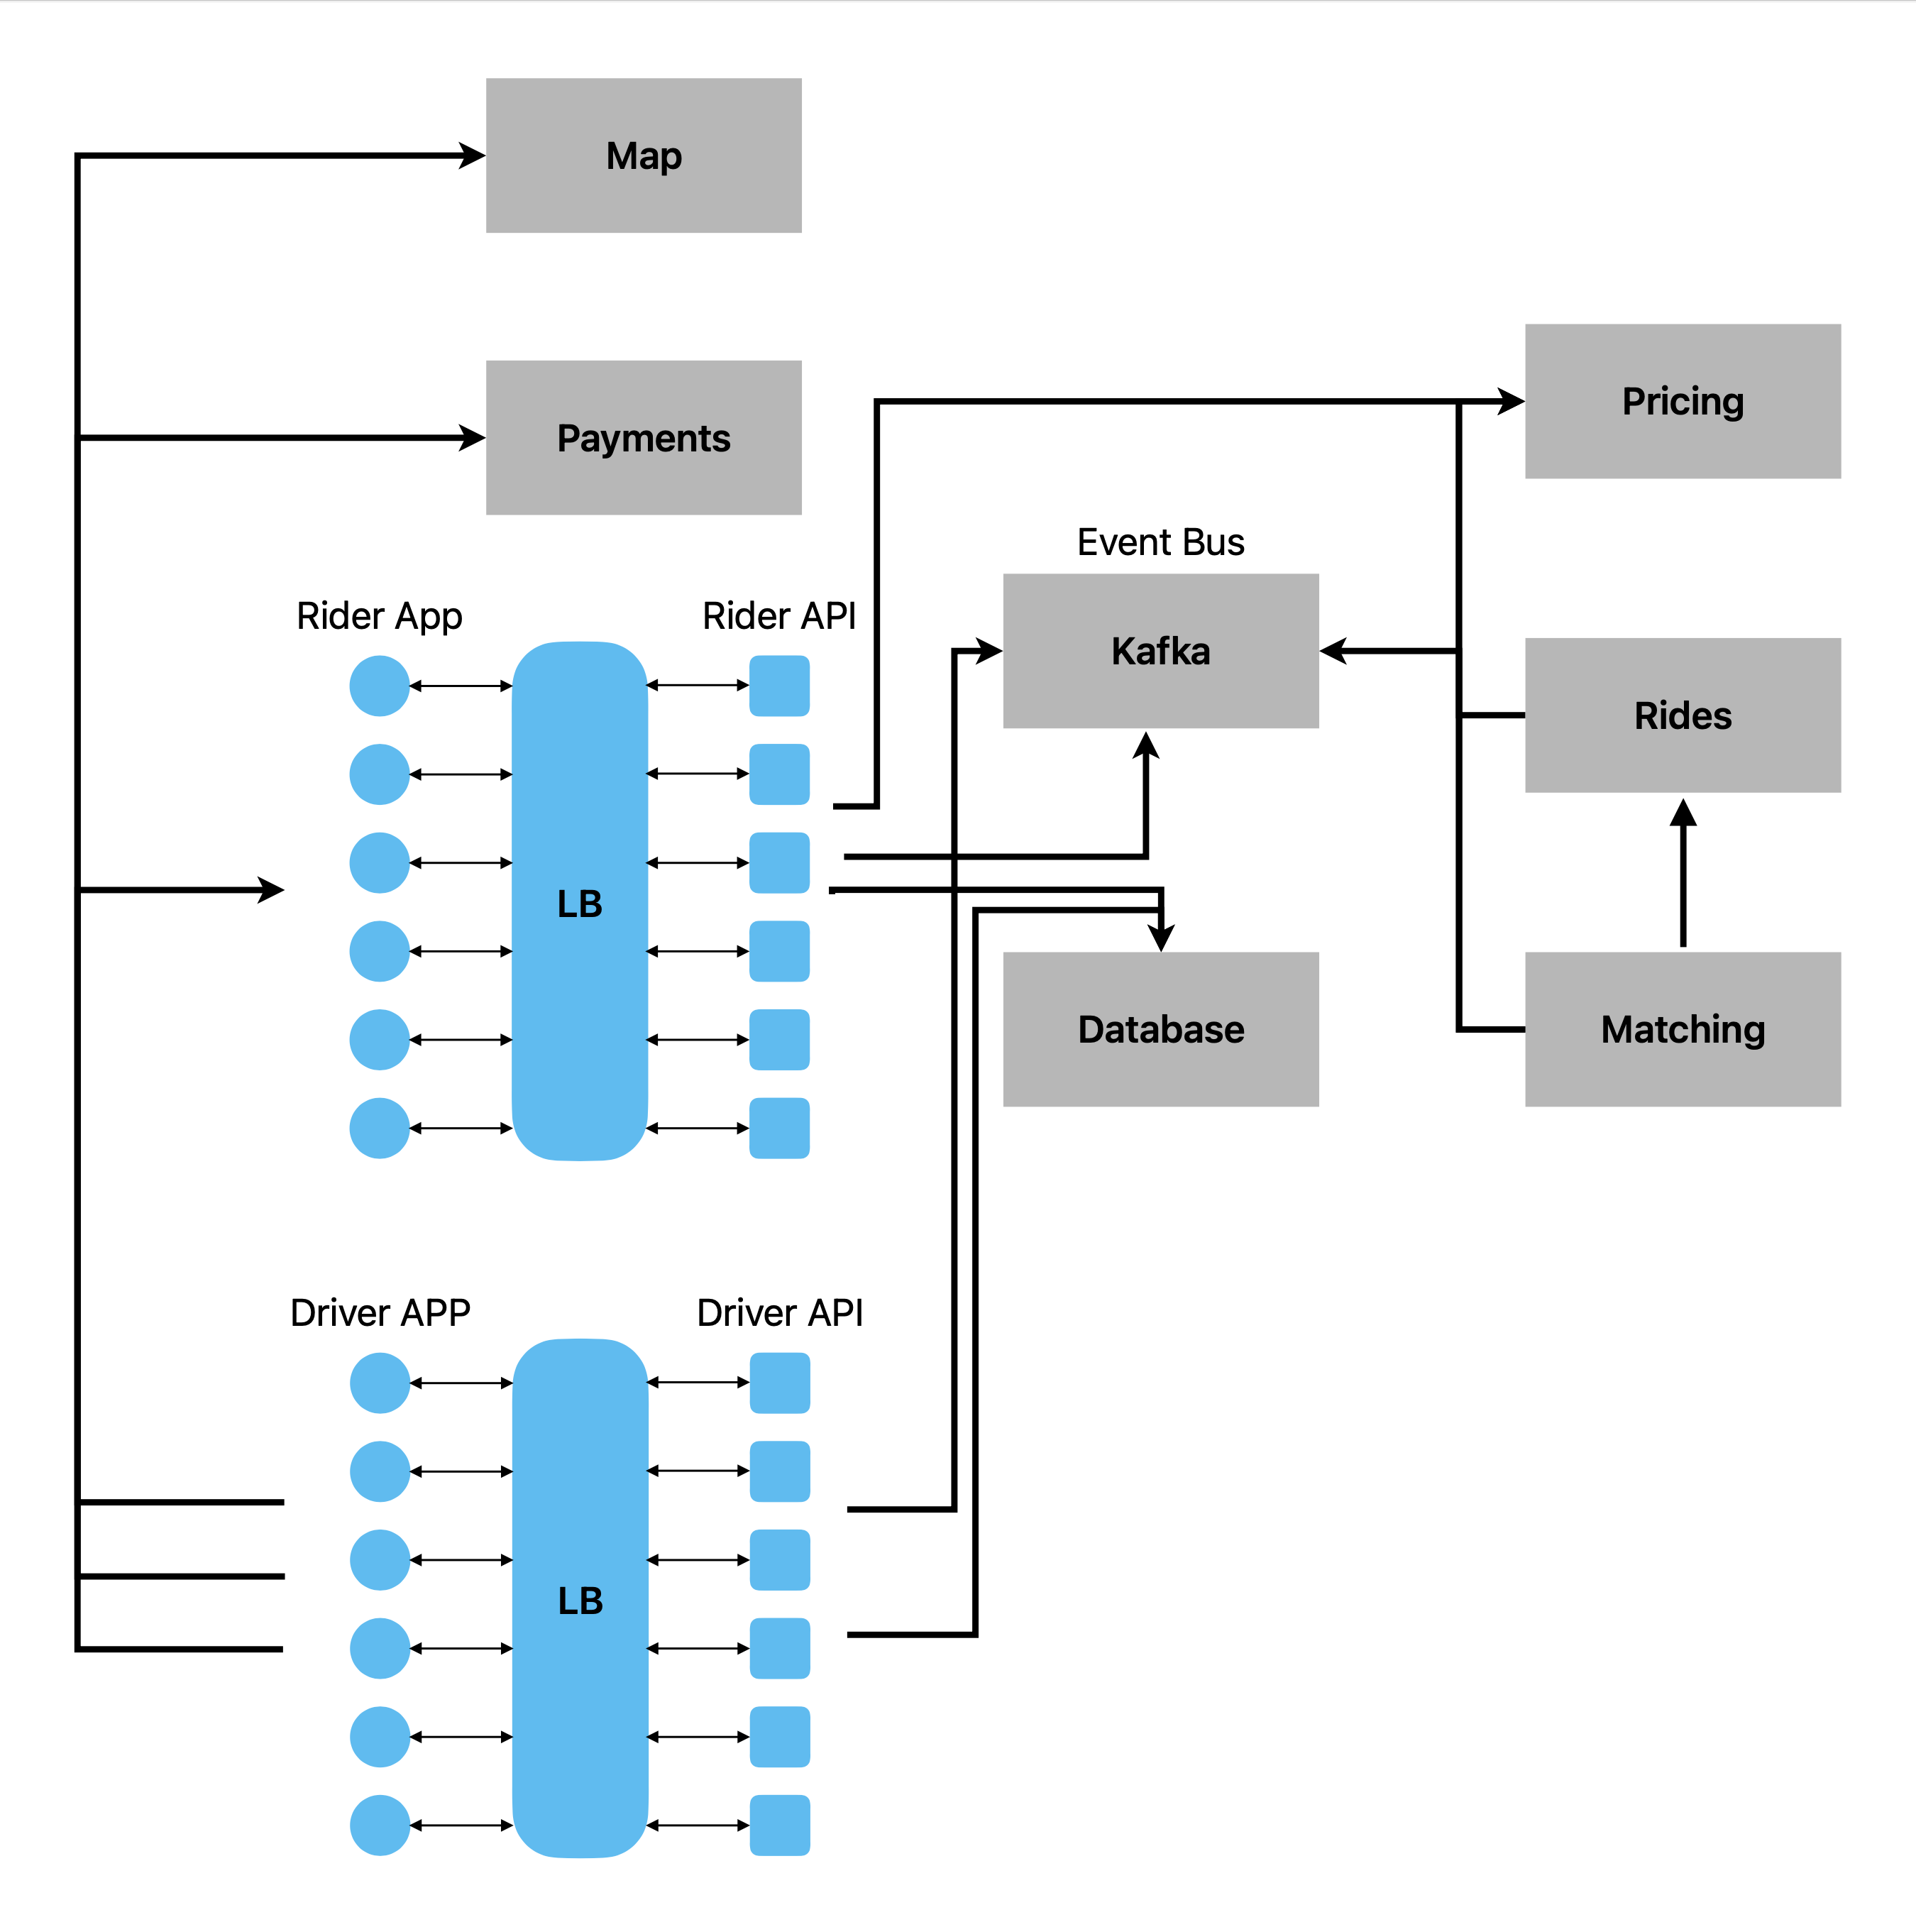 Map
Payments
Pricing
Event Bus
Kafka
Rider App
Rider API
Rides
LB
Database
Matching
Driver APP
Driver API
LB